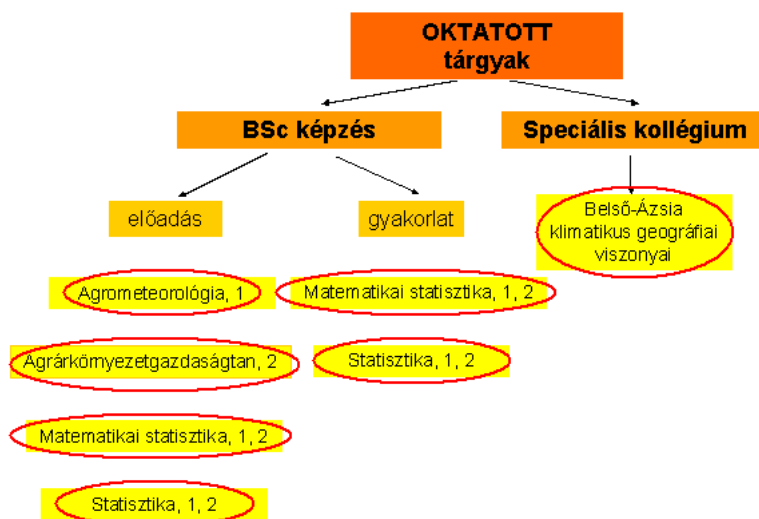 OKTATOTT
tárgyak
BSc képzés
Speciális kollégium
előadás
gyakorlat
Belső-Ázsia
klimatikus geográfiai
viszonyai
Agrometeorológia, 1
Matematikai statisztika, 1, 2
Agrárkörnyezetgazdaságtan, 2
Statisztika, 1, 2
Matematikai statisztika, 1, 2
Statisztika, 1, 2